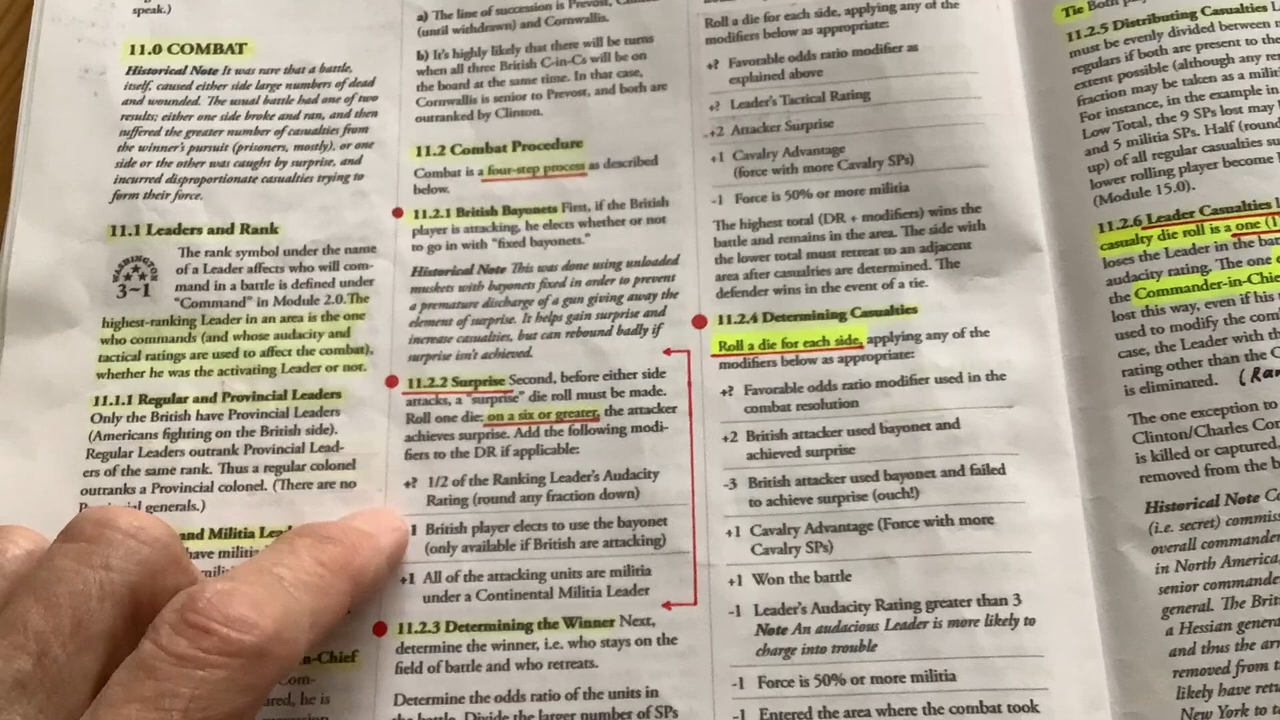 speak.)
11.0 COMBAT
Historical Note It was rare that a battle,
itself, caused either side large numbers of dead
and wounded. The usual battle had one of two
results; either one side broke and ran, and then
suffered the greater number of casualties from
the winner's pursuit (prisoners, mostly), or one
side or the other was caught by surprise, and
incurred disproportionate casualties trying to
form their force.
11.1 Leaders and Rank
WASHINGTON
3~1
The rank symbol under the name
of a Leader affects who will com-
mand in a battle is defined under
"Command" in Module 2.0. The
highest-ranking Leader in an area is the one
who commands (and whose audacity and
tactical ratings are used to affect the combat),
whether he was the activating Leader or not.
11.1.1 Regular and Provincial Leaders
Only the British have Provincial Leaders
(Americans fighting on the British side).
Regular Leaders outrank Provincial Lead-
ers of the same rank. Thus a regular colonel
outranks a Provincial colonel. (There are no
generals.)
and Militia
have
n-Chief
Com-
he is
a) The line of succession is Prevost,
(until withdrawn) and Cornwallis.
b) It's highly likely that there will be turns
when all three British C-in-Cs will be on
the board at the same time. In that case,
Cornwallis is senior to Prevost, and both are
outranked by Clinton.
11.2 Combat Procedure
Combat is a four-step process as described
below.
11.2.1 British Bayonets First, if the British
player is attacking, he elects whether or not
to go in with "fixed bayonets."
Historical Note This was done using unloaded
muskets with bayonets fixed in order to prevent
a premature discharge of a gun giving away the
element of surprise. It helps gain surprise and
increase casualties, but can rebound badly if
surprise isn't achieved.
11.2.2 Surprise Second, before either side
attacks, a "surprise" die roll must be made.
Roll one die; on a six or greater, the attacker
achieves surprise. Add the following modi-
fiers to the DR if applicable:
+? 1/2 of the Ranking Leader's Audacity
Rating (round any fraction down)
1 British player elects to use the bayonet
(only available if British are attacking)
+1 All of the attacking units are militia
under a Continental Militia Leader
11.2.3 Determining the Winner Next,
determine the winner, i.e. who stays on the
field of battle and who retreats.
Determine the odds ratio of the units in
the battle. Divide the larger number of SPs
Roll a die for each side, applying any of the
modifiers below as appropriate:
+? Favorable odds ratio modifier as
explained above
+? Leader's Tactical Rating
+2 Attacker Surprise
+1 Cavalry Advantage
(force with more Cavalry SPs)
-1 Force is 50% or more militia
The highest total (DR + modifiers) wins the
battle and remains in the area. The side with
the lower total must retreat to an adjacent
area after casualties are determined. The
defender wins in the event of a tie.
11.2.4 Determining Casualties
Roll a die for each side, applying any of the
modifiers below as appropriate:
+? Favorable odds ratio modifier used in the
combat resolution
+2 British attacker used bayonet and
achieved surprise
-3 British attacker used bayonet and failed
to achieve surprise (ouch!)
+1 Cavalry Advantage (Force with more
Cavalry SPs)
+1 Won the battle
-1 Leader's Audacity Rating greater than 3
Note An audacious Leader is more likely to
charge into trouble
-1 Force is 50% or more militia
-1 Entered the area where the combat took
Tie Both
11.2.5 Distributing Casualties
must be evenly divided between
regulars if both are present to the
extent possible (although any
fraction may be taken as a
For instance, in the example in
Low Total, the 9 SPs lost may
and 5 militia SPs. Half (round
up) of all regular casualties
lower rolling player become
(Module 15.0).
11.2.6 Leader Casualties
casualty die roll is a one
loses the Leader in the
audacity rating. The one
the Commander-in-Chief
lost this way, even if his
used to modify the
case, the Leader with
rating other than the
is eliminated.
The one exception to
Clinton/Charles
is killed or captured
removed from the
Historical Note
(i.e. secret)
overall commander
in North America,
senior
general. The
a Hessian
and thus the
removed from
likely have
New York to